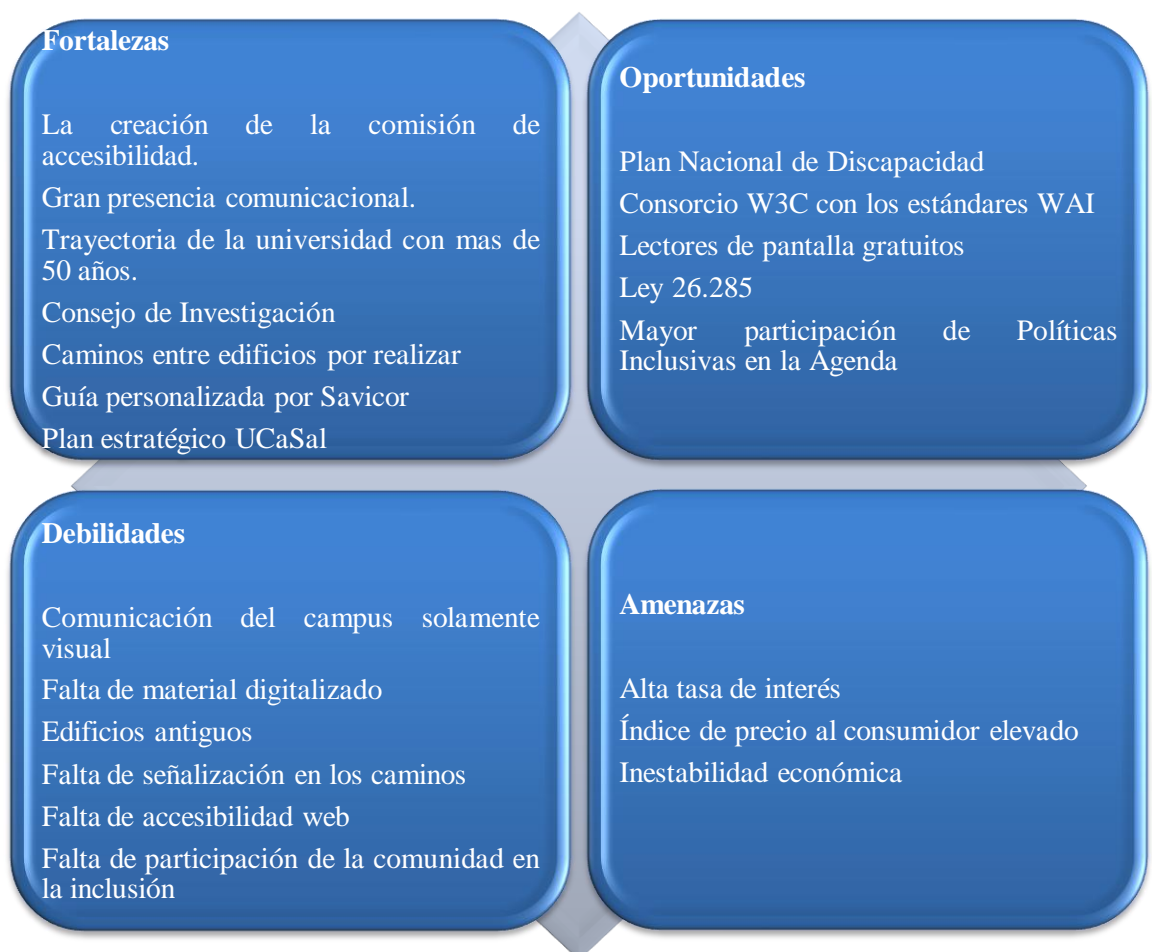 Fortalezas
La creación de la comisión de
accesibilidad.
Gran presencia comunicacional.
Trayectoria de la universidad con mas de
50 años.
Consejo de Investigación
Caminos entre edificios por realizar
Guía personalizada por Savicor
Plan estratégico UCaSal
Oportunidades
Plan Nacional de Discapacidad
Consorcio W3C con los estándares WAI
Lectores de pantalla gratuitos
Ley 26.285
Mayor participación de Políticas
Inclusivas en la Agenda
Debilidades
Comunicación del campus solamente
visual
Falta de material digitalizado
Edificios antiguos
Falta de señalización en los caminos
Falta de accesibilidad web
Falta de participación de la comunidad en
la inclusión
Amenazas
Alta tasa de interés
Índice de precio al consumidor elevado
Inestabilidad económica